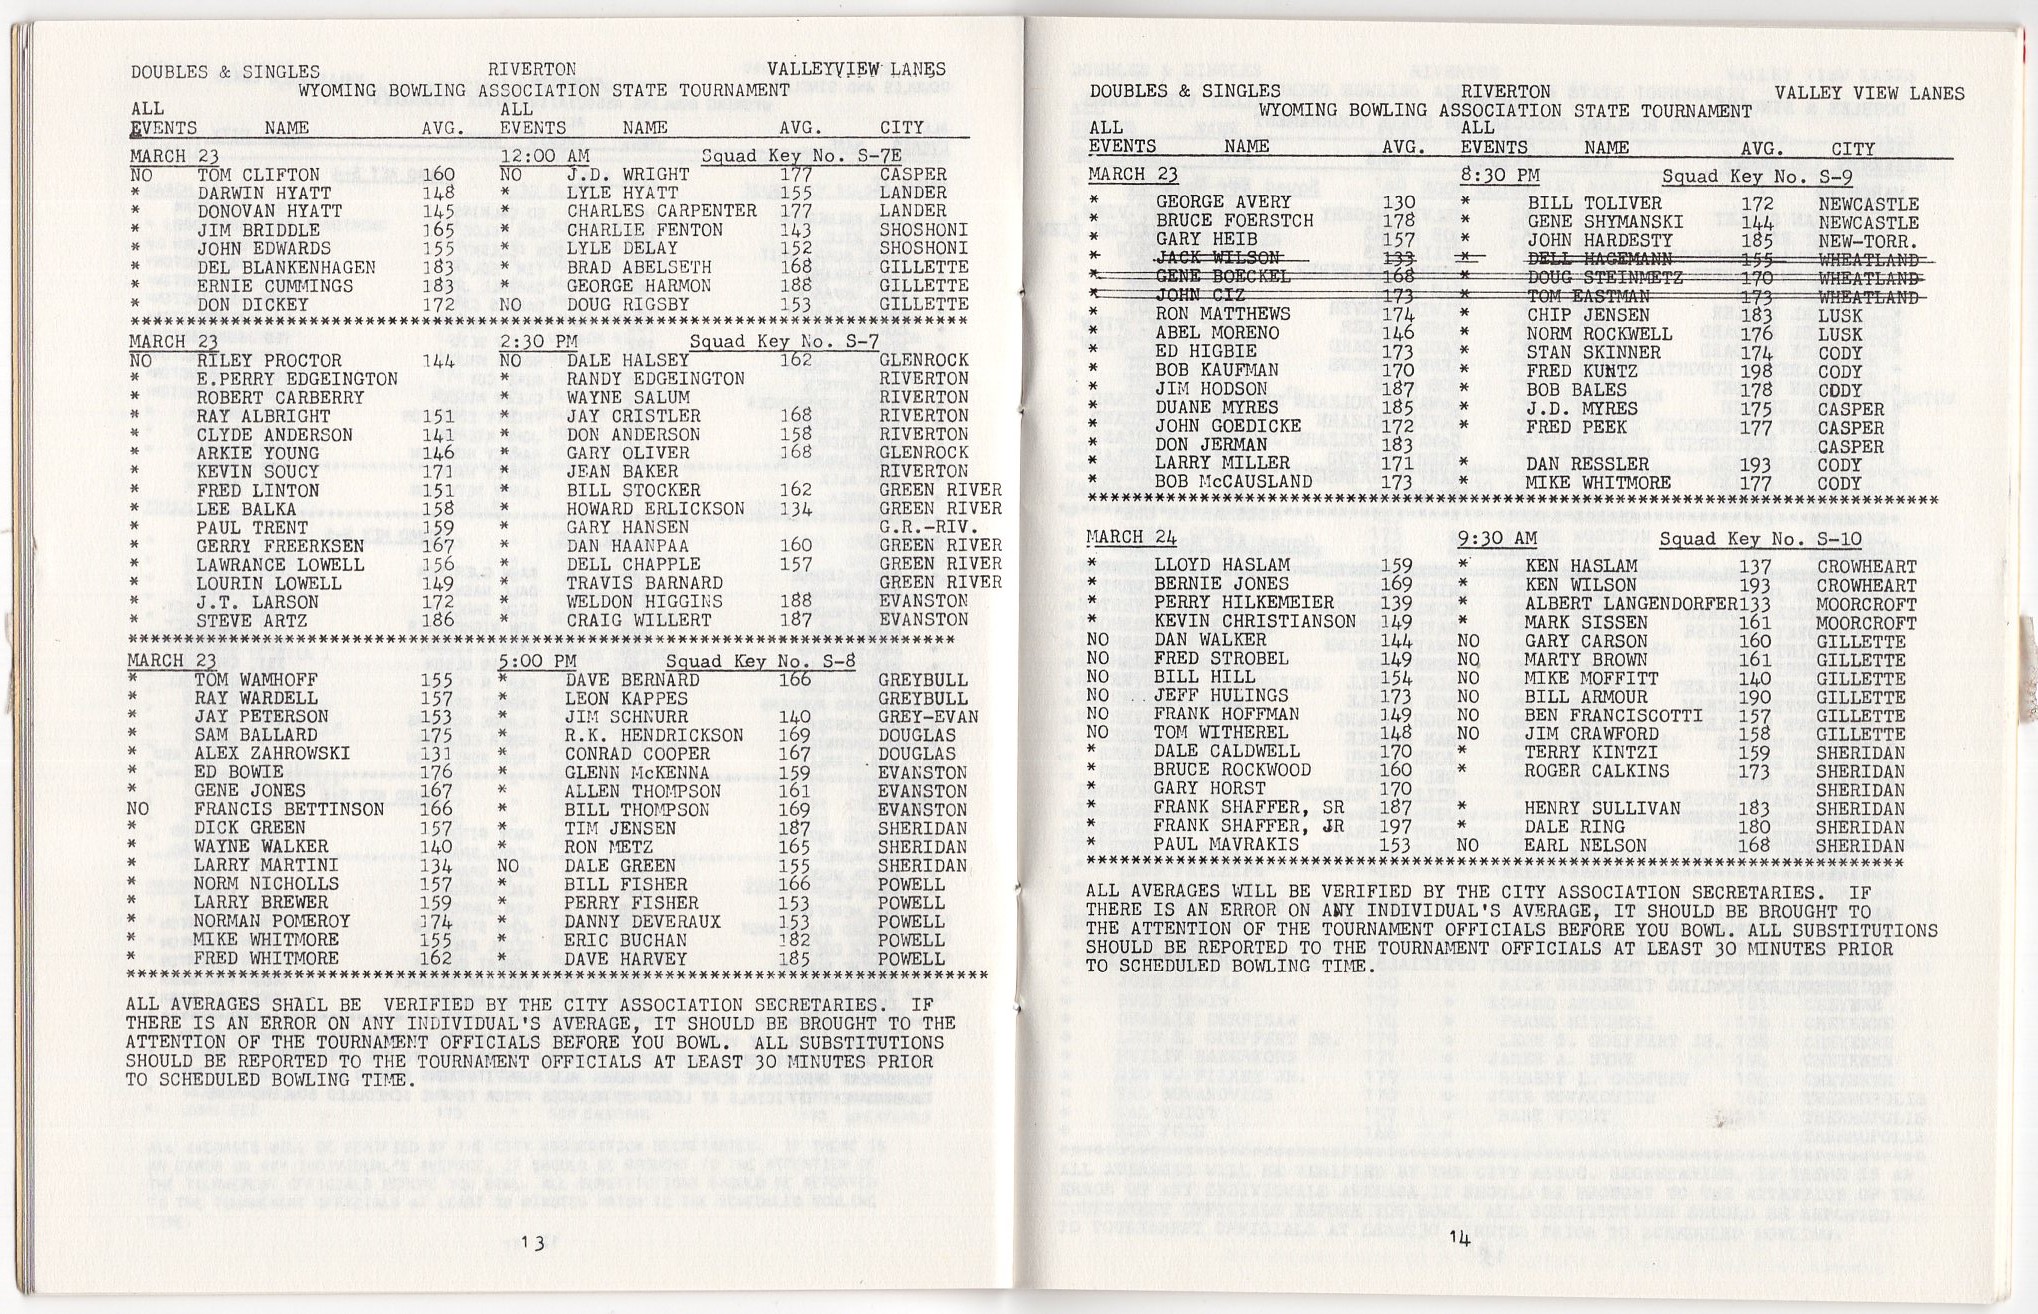 DOUBLES & SINGLES RIVERTON VALLEYVIEW LANES
WYOMING BOWLING ASSOCIATION STATE TOURNAMENT
ALL ALL
EVENTS NAME AVG. EVENTS NAME AVG. CITY
MARCH 23 12:00 AM Squad Key No. S-7E
NO TOM CLIFTON 160 NO J.D. WRIGHT 177 CASPER
* DARWIN HYATT 148 * LYLE HYATT 155 LANDER
* DONOVAN HYATT 145 * CHARLES CARPENTER 177 LANDER
* JIM BRIDDLE 165 * CHARLIE FENTON 143 SHOSHONI
* JOHN EDWARDS 155 * LYLE DELAY 152 SHOSHONI
* DEL BLANKENHAGEN 183 * BRAD ABELSETH 168 GILLETTE
* ERNIE CUMMINGS 183 * GEORGE HARMON 188 GILLETTE
* DON DICKEY 172 NO DOUG RIGSBY 153 GILLETTE
**********************************************************************
MARCH 23 2:30 PM Squad Key No. S-7
NO RILEY PROCTOR 144 NO DALE HALSEY 162 GLENROCK
* E.PERRY EDGEINGTON * RANDY EDGEINGTON RIVERTON
* ROBERT CARBERRY * WAYNE SALUM RIVERTON
* RAY ALBRIGHT 151 * JAY CRISTLER 168 RIVERTON
* CLYDE ANDERSON 141 * DON ANDERSON 158 RIVERTON
* ARKIE YOUNG 146 * GARY OLIVER 168 GLENROCK
* KEVIN SOUCY 171 * JEAN BAKER RIVERTON
* FRED LINTON 151 * BILL STOCKER 162 GREEN RIVER
* LEE BALKA 158 * HOWARD ERLICKSON 134 GREEN RIVER
* PAUL TRENT 159 * GARY HANSEN G.R.-RIV.
* GERRY FREERKSEN 167 * DAN HAANPAA 160 GREEN RIVER
* LAWRANCE LOWELL 156 * DELL CHAPPLE 157 GREEN RIVER
* LOURIN LOWELL 149 * TRAVIS BARNARD GREEN RIVER
* J.T. LARSON 172 * WELDON HIGGINS 188 EVANSTON
* STEVE ARTZ 186 * CRAIG WILLERT 187 EVANSTON
**********************************************************************
MARCH 23 5:00 PM Squad Key No. S-8
* TOM WAMHOFF 155 * DAVE BERNARD 166 GREYBULL
* RAY WARDELL 157 * LEON KAPPES GREYBULL
* JAY PETERSON 153 * JIM SCHNURR 140 GREY-EVAN
* SAM BALLARD 175 * R.K. HENDRICKSON 169 DOUGLAS
* ALEX ZAHROWSKI 131 * CONRAD COOPER 167 DOUGLAS
* ED BOWIE 176 * GLENN McKENNA 159 EVANSTON
* GENE JONES 167 * ALLEN THOMPSON 161 EVANSTON
NO FRANCIS BETTINSON 166 * BILL THOMPSON 169 EVANSTON
* DICK GREEN 157 * TIM JENSEN 187 SHERIDAN
* WAYNE WALKER 140 * RON METZ 165 SHERIDAN
* LARRY MARTINI 134 NO DALE GREEN 155 SHERIDAN
* NORM NICHOLLS 157 * BILL FISHER 166 POWELL
* LARRY BREWER 159 * PERRY FISHER 153 POWELL
* NORMAN POMEROY 174 * DANNY DEVERAUX 153 POWELL
* MIKE WHITMORE 155 * ERIC BUCHAN 182 POWELL
* FRED WHITMORE 162 * DAVE HARVEY 185 POWELL
**********************************************************************
ALL AVERAGES SHALL BE VERIFIED BY THE CITY ASSOCIATION SECRETARIES. IF
THERE IS AN ERROR ON ANY INDIVIDUAL'S AVERAGE, IT SHOULD BE BROUGHT TO THE
ATTENTION OF THE TOURNAMENT OFFICIALS BEFORE YOU BOWL. ALL SUBSTITUTIONS
SHOULD BE REPORTED TO THE TOURNAMENT OFFICIALS AT LEAST 30 MINUTES PRIOR
TO SCHEDULED BOWLING TIME.
13
DOUBLES & SINGLES RIVERTON VALLEY VIEW LANES
WYOMING BOWLING ASSOCIATION STATE TOURNAMENT
ALL ALL
EVENTS NAME AVG. EVENTS NAME AVG. CITY
MARCH 23 8:30 PM Squad Key No. S-9
* GEORGE AVERY 130 * BILL TOLIVER 172 NEWCASTLE
* BRUCE FOERSTCH 178 * GENE SHYMANSKI 144 NEWCASTLE
* GARY HEIB 157 * JOHN HARDESTY 185 NEW-TORR.
* JACK WILSON 133 * DELL HAGEMANN 155 WHEATLAND
* GENE BOECKEL 168 * DOUG STEINMETZ 170 WHEATLAND
* JOHN CIZ 173 * TOM EASTMAN 173 WHEATLAND
* RON MATTHEWS 174 * CHIP JENSEN 183 LUSK
* ABEL MORENO 146 * NORM ROCKWELL 176 LUSK
* ED HIGBIE 173 * STAN SKINNER 174 CODY
* BOB KAUFMAN 170 * FRED KUNTZ 198 CODY
* JIM HODSON 187 * BOB BALES 178 CODY
* DUANE MYRES 185 * J.D. MYRES 175 CASPER
* JOHN GOEDICKE 172 * FRED PEEK 177 CASPER
* DON JERMAN 183 CASPER
* LARRY MILLER 171 * DAN RESSLER 193 CODY
* BOB McCAUSLAND 173 * MIKE WHITMORE 177 CODY
**********************************************************************
MARCH 24 9:30 AM Squad Key No. S-10
* LLOYD HASLAM 159 * KEN HASLAM 137 CROWHEART
* BERNIE JONES 169 * KEN WILSON 193 CROWHEART
* PERRY HILKEMEIER 139 * ALBERT LANGENDORFER133 MOORCROFT
* KEVIN CHRISTIANSON 149 * MARK SISSEN 161 MOORCROFT
NO DAN WALKER 144 NO GARY CARSON 160 GILLETTE
NO FRED STROBEL 149 NO MARTY BROWN 161 GILLETTE
NO BILL HILL 154 NO MIKE MOFFITT 140 GILLETTE
NO JEFF HULINGS 173 NO BILL ARMOUR 190 GILLETTE
NO FRANK HOFFMAN 149 NO BEN FRANCISCOTTI 157 GILLETTE
NO TOM WITHEREL 148 NO JIM CRAWFORD 158 GILLETTE
* DALE CALDWELL 170 * TERRY KINTZI 159 SHERIDAN
* BRUCE ROCKWOOD 160 * ROGER CALKINS 173 SHERIDAN
* GARY HORST 170 SHERIDAN
* FRANK SHAFFER, SR 187 * HENRY SULLIVAN 183 SHERIDAN
* FRANK SHAFFER, JR 197 * DALE RING 180 SHERIDAN
* PAUL MAVRAKIS 153 NO EARL NELSON 168 SHERIDAN
**********************************************************************
ALL AVERAGES WILL BE VERIFIED BY THE CITY ASSOCIATION SECRETARIES. IF
THERE IS AN ERROR ON ANY INDIVIDUAL'S AVERAGE, IT SHOULD BE BROUGHT TO
THE ATTENTION OF THE TOURNAMENT OFFICIALS BEFORE YOU BOWL. ALL SUBSTITUTIONS
SHOULD BE REPORTED TO THE TOURNAMENT OFFICIALS AT LEAST 30 MINUTES PRIOR
TO SCHEDULED BOWLING TIME.
14